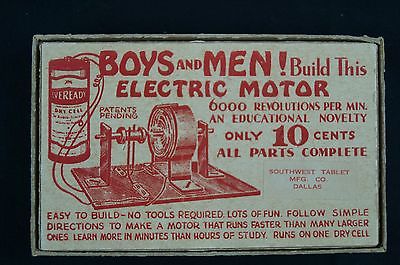 BOYS AND MEN! Build This
ELECTRIC MOTOR
EVEREADY
DRY CELL
PATENTS
PENDING
6000 REVOLUTIONS PER MIN.
AN EDUCATIONAL NOVELTY
ONLY 10 CENTS
ALL PARTS COMPLETE
SOUTHWEST TABLET
MFG. CO.
DALLAS
EASY TO BUILD-NO TOOLS REQUIRED. LOTS OF FUN. FOLLOW SIMPLE
DIRECTIONS TO MAKE A MOTOR THAT RUNS FASTER THAN MANY LARGER
ONES. LEARN MORE IN MINUTES THAN HOURS OF STUDY. RUNS ON ONE DRY CELL